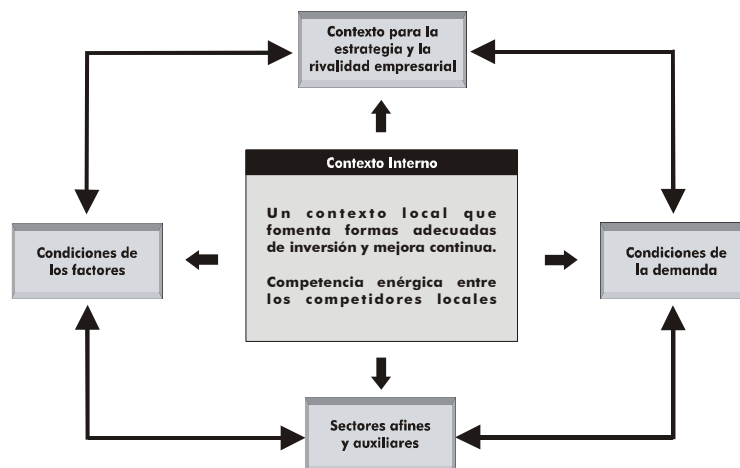 Contexto para la
estrategia y la
rivalidad empresarial
Contexto Interno
Un contexto local que
fomenta formas adecuadas
de inversión y mejora continua.
Competencia enérgica entre
los competidores locales
Condiciones de
los factores
Condiciones de
la demanda
Sectores afines
y auxiliares